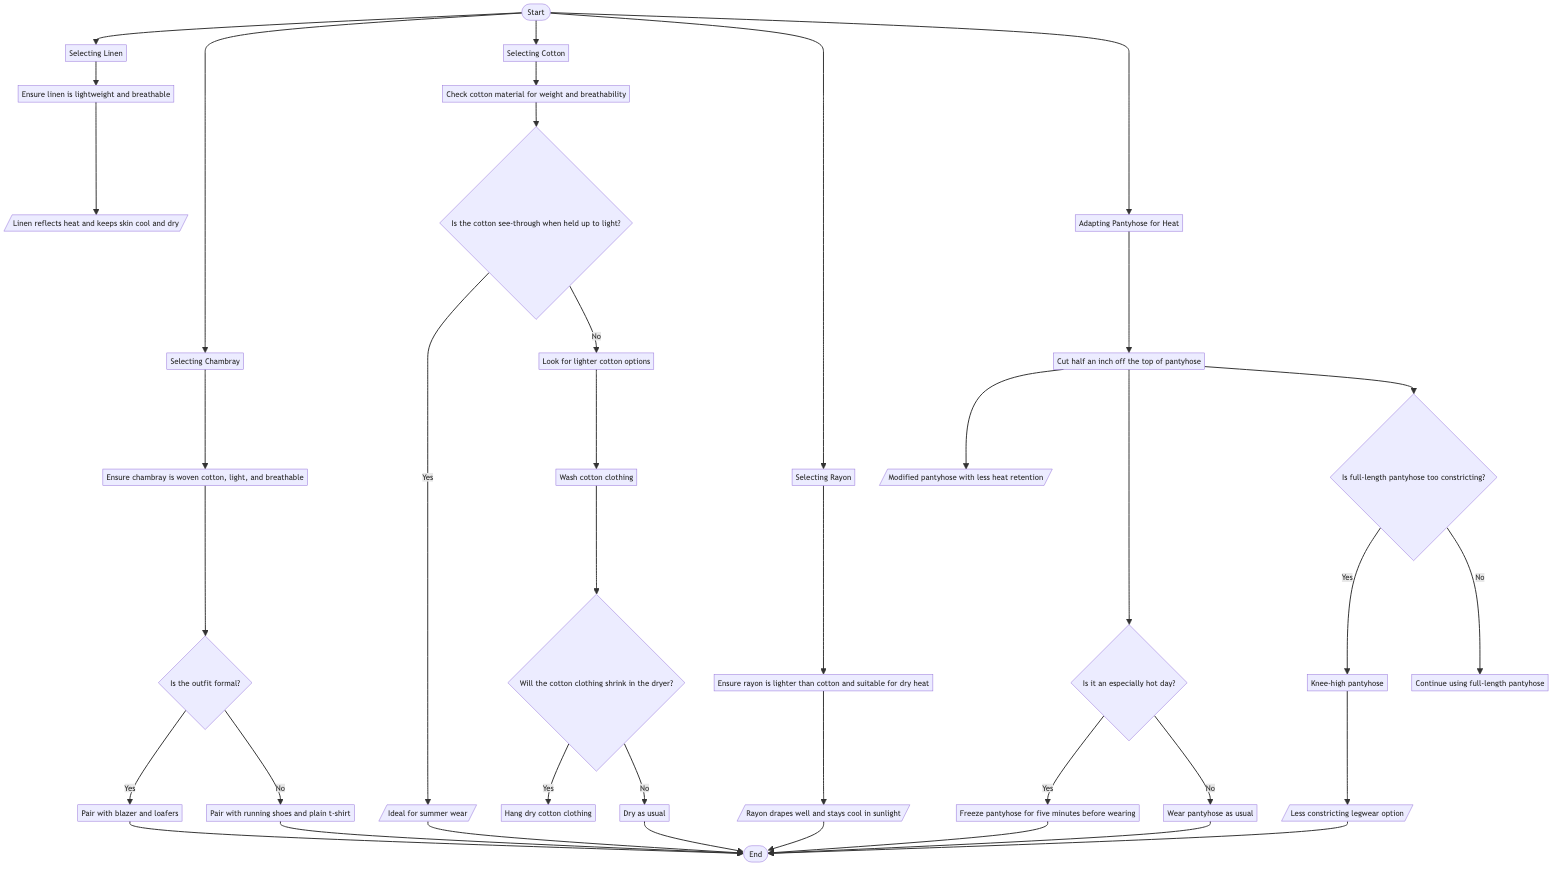 Start
Selecting Linen
Selecting Cotton
Ensure linen is lightweight and breathable
Check cotton material for weight and breathability
Linen reflects heat and keeps skin cool and dry
Is the cotton see-through when held up to light?
Adapting Pantyhose for Heat
No
Selecting Chambray
Look for lighter cotton options
Cut half an inch off the top of pantyhose
Ensure chambray is woven cotton, light, and breathable
Yes
Wash cotton clothing
Selecting Rayon
Modified pantyhose with less heat retention
Is full-length pantyhose too constricting?
Yes
No
Is the outfit formal?
Will the cotton clothing shrink in the dryer?
Ensure rayon is lighter than cotton and suitable for dry heat
Is it an especially hot day?
Knee-high pantyhose
Continue using full-length pantyhose
Yes
No
Yes
No
Yes
No
Pair with blazer and loafers
Pair with running shoes and plain t-shirt
Ideal for summer wear
Hang dry cotton clothing
Dry as usual
Rayon drapes well and stays cool in sunlight
Freeze pantyhose for five minutes before wearing
Wear pantyhose as usual
Less constricting legwear option
End